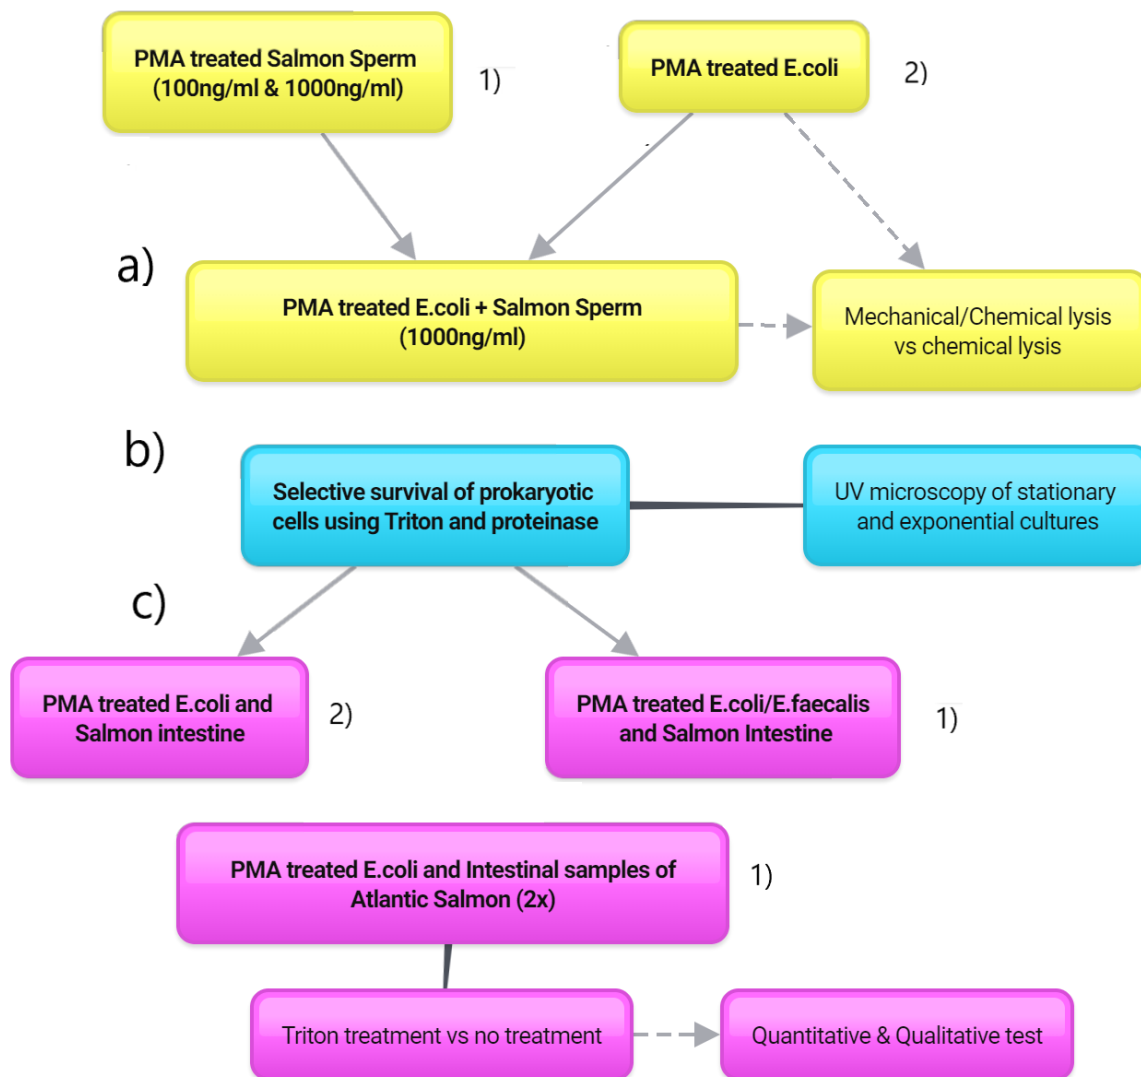 PMA treated Salmon Sperm
(100ng/ml & 1000ng/ml)
1)
PMA treated E.coli
2)
a)
PMA treated E.coli + Salmon Sperm
(1000ng/ml)
Mechanical/Chemical lysis
vs chemical lysis
b)
Selective survival of prokaryotic
cells using Triton and proteinase
UV microscopy of stationary
and exponential cultures
c)
PMA treated E.coli and
Salmon intestine
2)
PMA treated E.coli/E.faecalis
and Salmon Intestine
1)
PMA treated E.coli and Intestinal samples of
Atlantic Salmon (2x)
1)
Triton treatment vs no treatment
Quantitative & Qualitative test